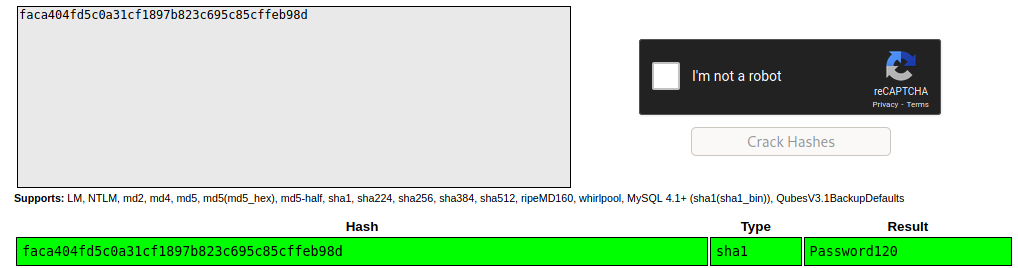 faca404fd5c0a31cf1897b823c695c85cffeb98d
I'm not a robot
reCAPTCHA
Privacy - Terms
Crack Hashes
Supports: LM, NTLM, md2, md4, md5, md5(md5_hex), md5-half, sha1, sha224, sha256, sha384, sha512, ripeMD160, whirlpool, MySQL 4.1+ (sha1(sha1_bin)), QubesV3.1BackupDefaults
Hash Type Result
faca404fd5c0a31cf1897b823c695c85cffeb98d sha1 Password120